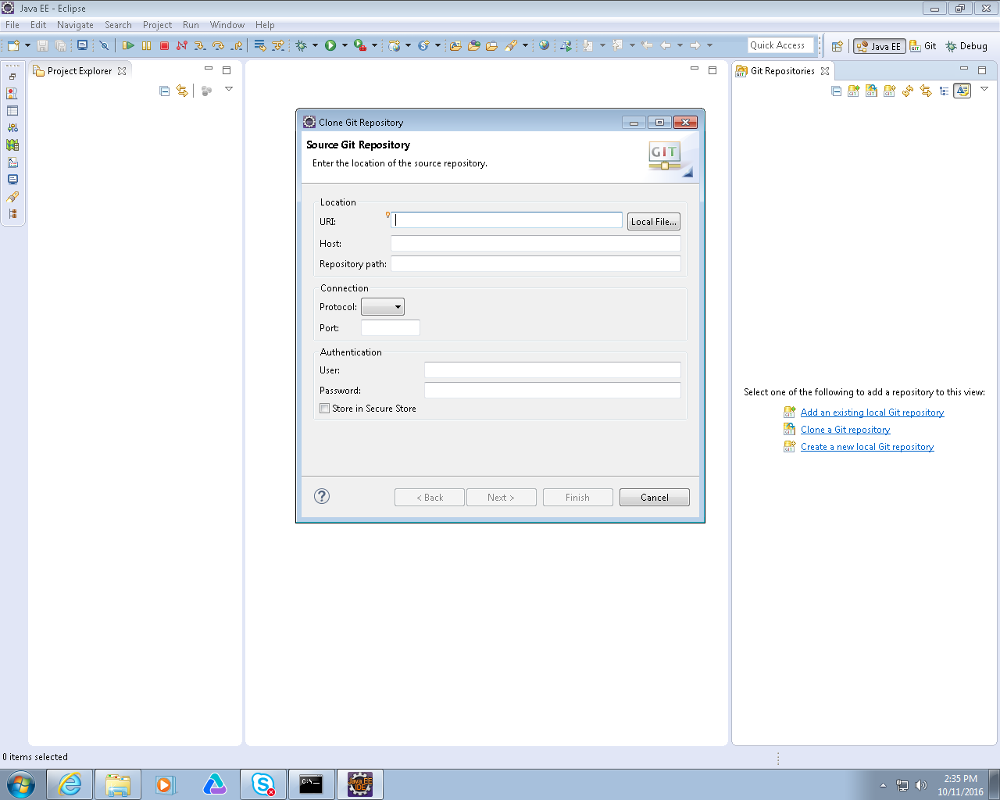 Java EE - Eclipse
File Edit Navigate Search Project Run Window Help
Quick Access
Java EE
Git
Debug
Project Explorer
Git Repositories
Clone Git Repository
Source Git Repository
Enter the location of the source repository.
GIT
Location
URI:
Local File...
Host:
Repository path:
Connection
Protocol:
Port:
Authentication
User:
Password:
Store in Secure Store
< Back
Next >
Finish
Cancel
Select one of the following to add a repository to this view:
Add an existing local Git repository
Clone a Git repository
Create a new local Git repository
0 items selected
C:\_
Java EE
IDE
2:35 PM
10/11/2016